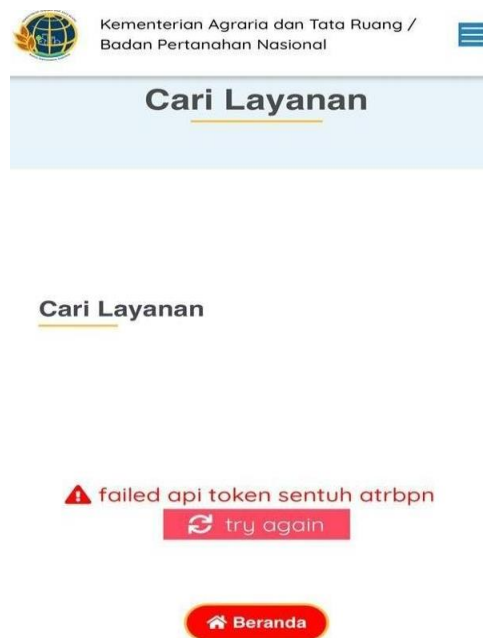 Kementerian Agraria dan Tata Ruang /
Badan Pertanahan Nasional
Cari Layanan
Cari Layanan
failed api token sentuh atrbpn
try again
Beranda